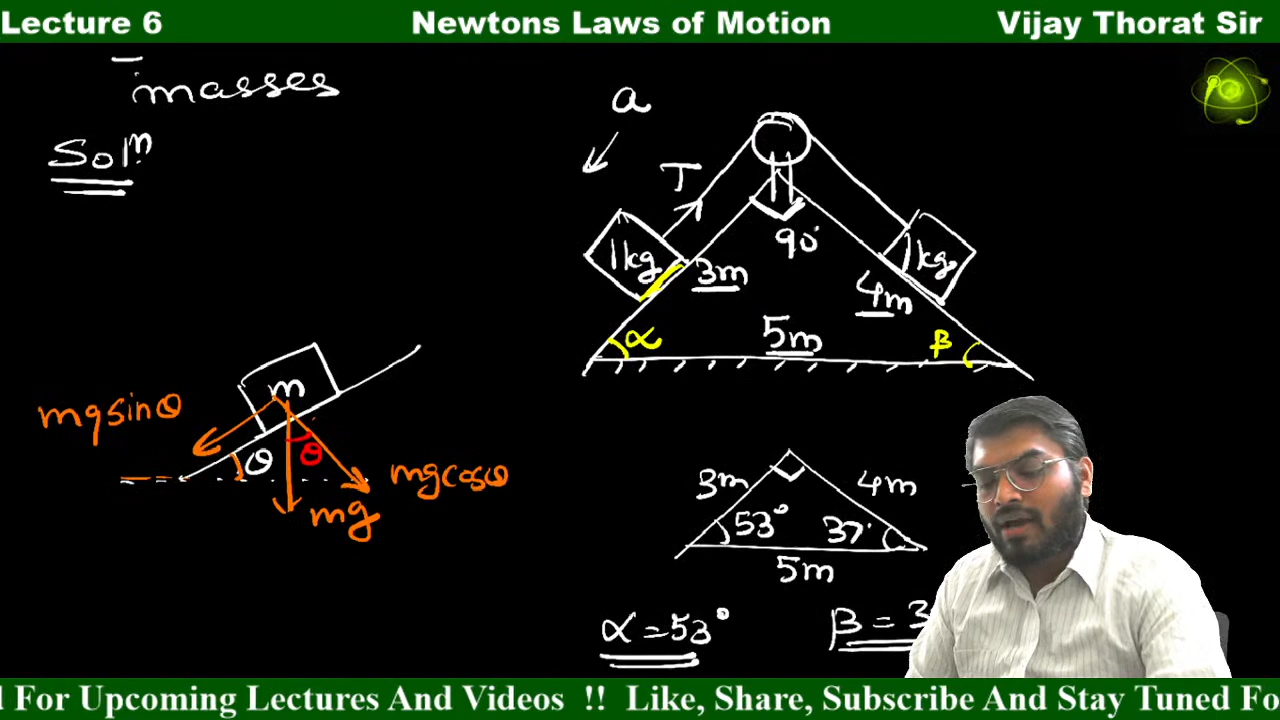 Lecture 6
Newtons Laws of Motion
Vijay Thorat Sir
masses
Solⁿ
a
T
1kg
3m
90°
1kg
4m
α
5m
β
m
mgsinθ
θ
θ
mgcosθ
mg
3m
4m
53°
37°
5m
α = 53°
β = 3
d For Upcoming Lectures And Videos !! Like, Share, Subscribe And Stay Tuned Fo